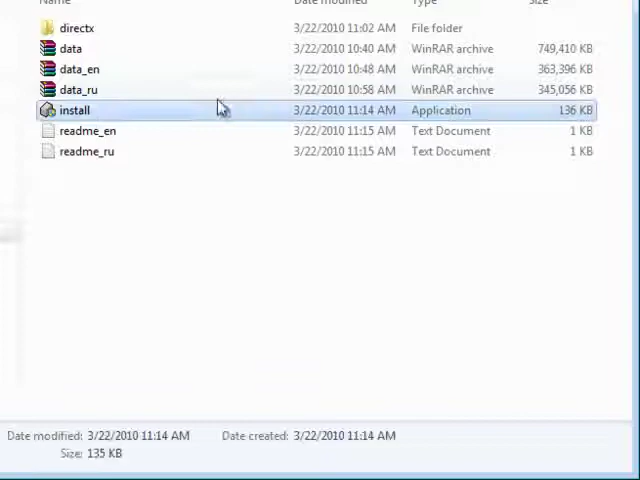 Name Date modified Type Size
directx 3/22/2010 11:02 AM File folder
data 3/22/2010 10:40 AM WinRAR archive 749,410 KB
data_en 3/22/2010 10:48 AM WinRAR archive 363,396 KB
data_ru 3/22/2010 10:58 AM WinRAR archive 345,056 KB
install 3/22/2010 11:14 AM Application 136 KB
readme_en 3/22/2010 11:15 AM Text Document 1 KB
readme_ru 3/22/2010 11:15 AM Text Document 1 KB
Date modified: 3/22/2010 11:14 AM Date created: 3/22/2010 11:14 AM
Size: 135 KB